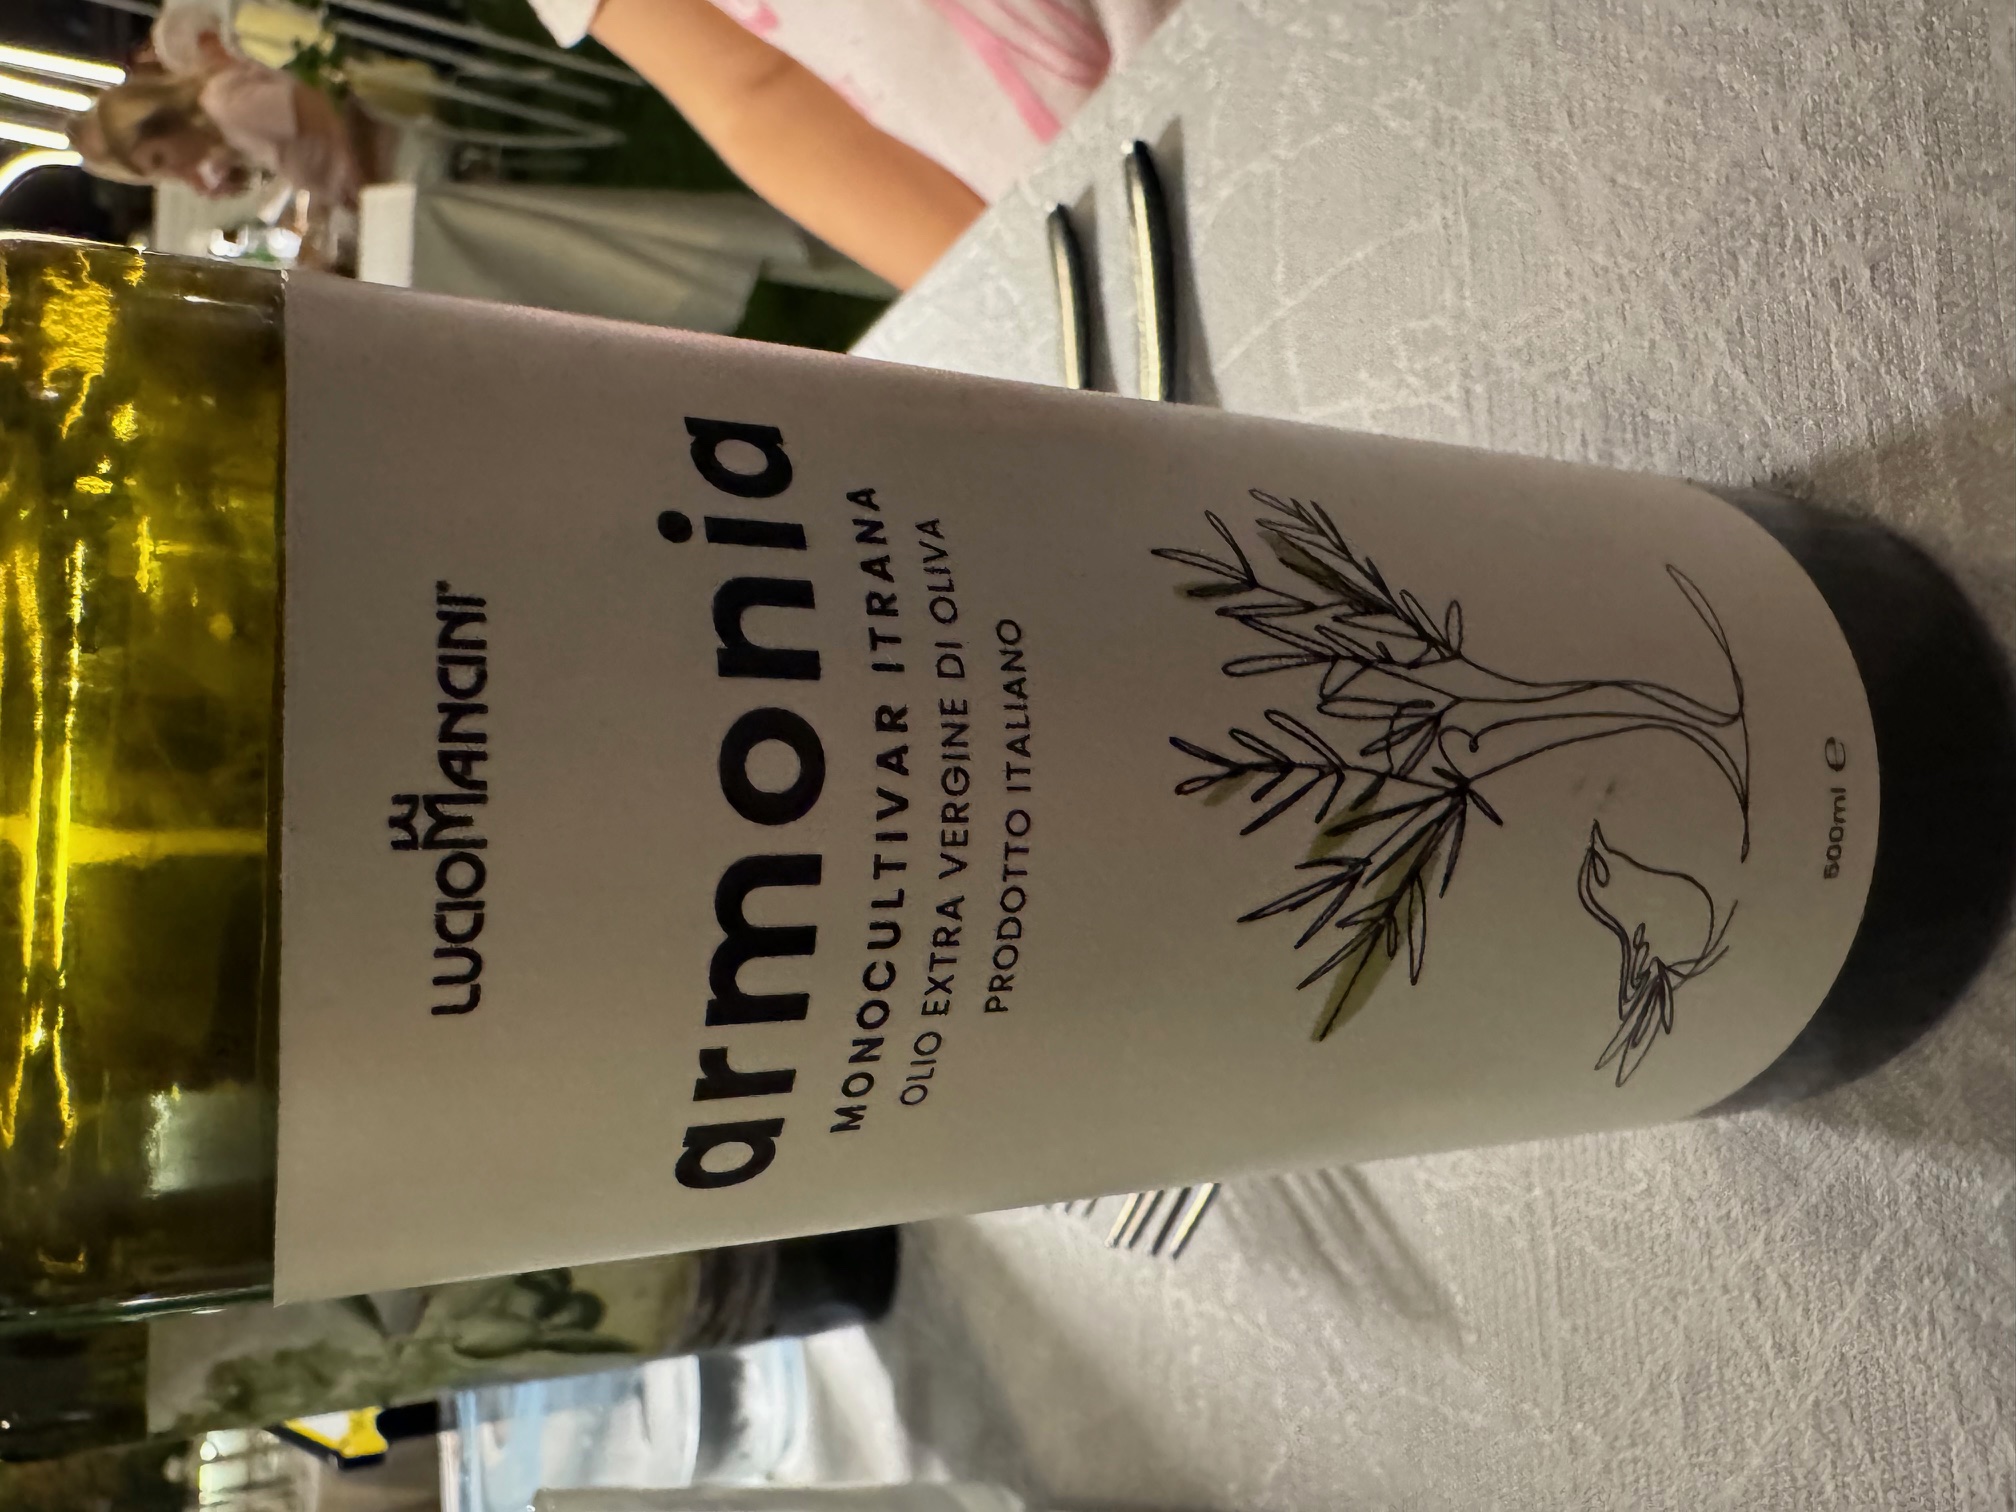 LUCIOMANCINI
armonia
MONOCULTIVAR ITRANA
OLIO EXTRA VERGINE DI OLIVA
PRODOTTO ITALIANO
500ml e